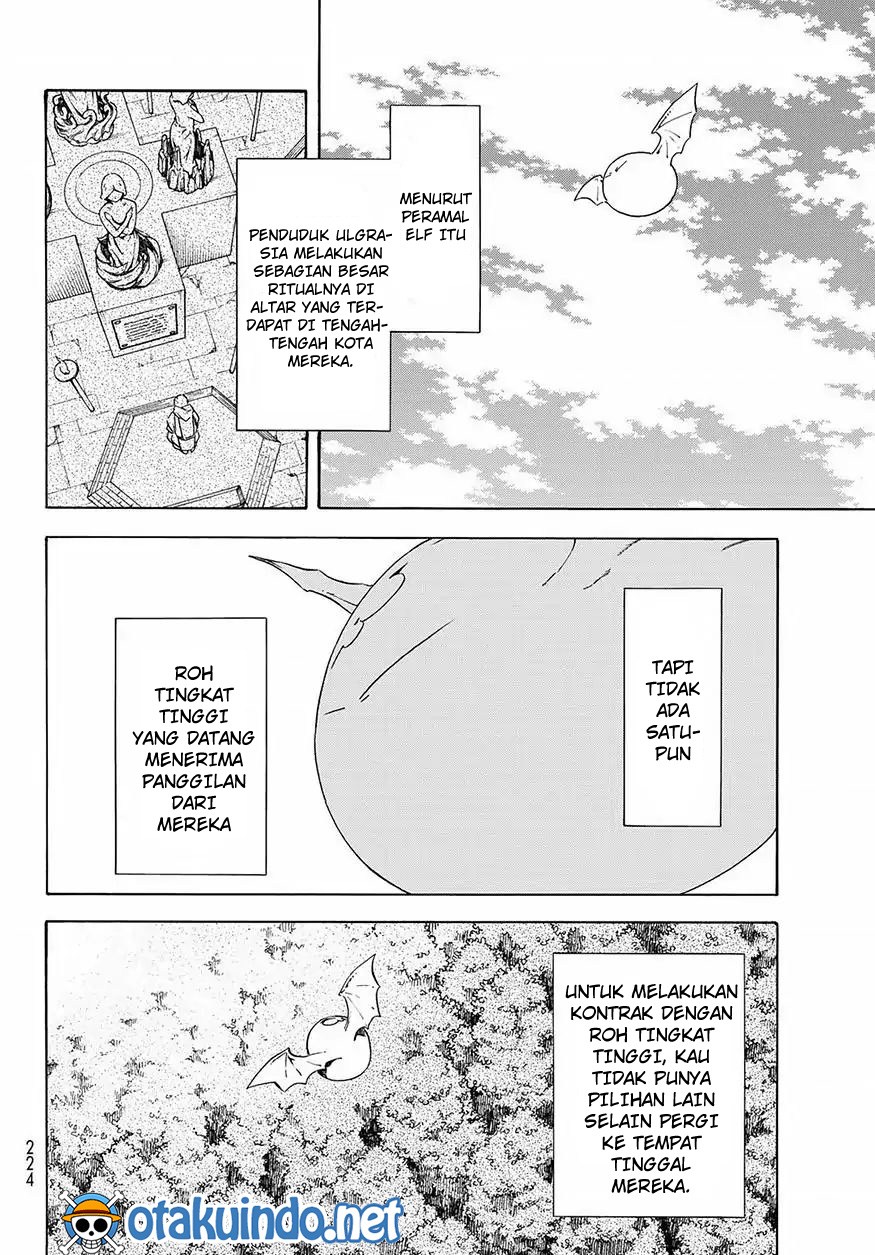 MENURUT
PERAMAL
ELF ITU
PENDUDUK ULGRA-
SIA MELAKUKAN
SEBAGIAN BESAR
RITUALNYA DI
ALTAR YANG TER-
DAPAT DI TENGAH-
TENGAH KOTA
MEREKA.
TAPI
TIDAK
ADA
SATU-
PUN
ROH
TINGKAT
TINGGI
YANG DATANG
MENERIMA
PANGGILAN
DARI
MEREKA
UNTUK MELAKUKAN
KONTRAK DENGAN
ROH TINGKAT
TINGGI, KAU
TIDAK PUNYA
PILIHAN LAIN
SELAIN PERGI
KE TEMPAT
TINGGAL
MEREKA.
224
otakuindo.net